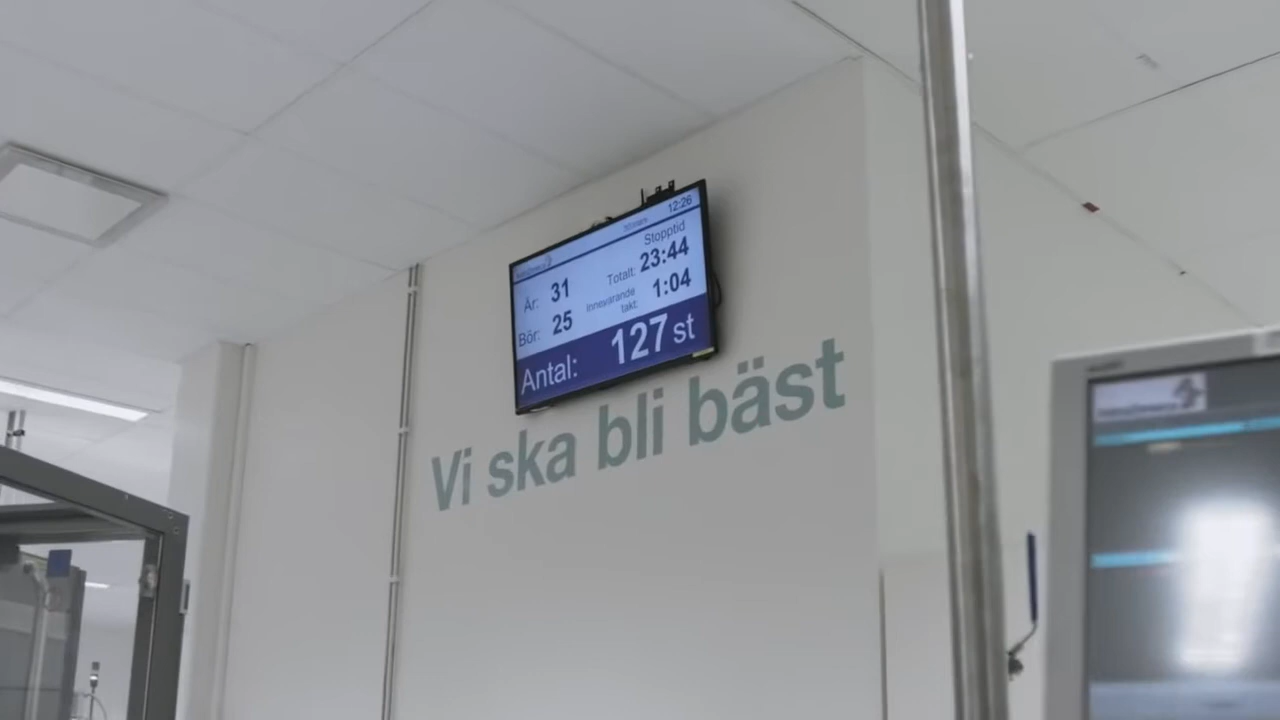 12:26
Stopptid
Är: 31 Totalt: 23:44
Bör: 25 Innevarande takt: 1:04
Antal: 127 st
Vi ska bli bäst